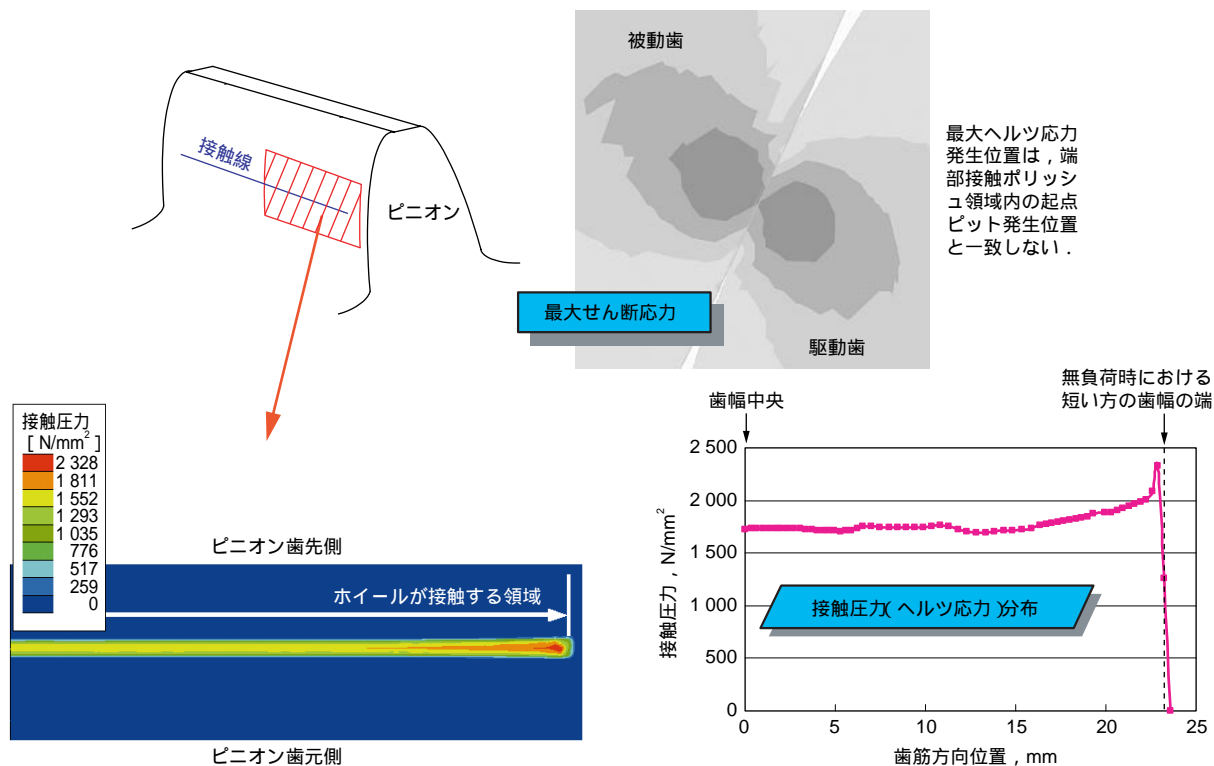 接触線
ピニオン
被動歯
駆動歯
最大せん断応力
最大ヘルツ応力
発生位置は，端
部接触ポリッシ
ュ領域内の起点
ピット発生位置
と一致しない．
接触圧力
[ N/mm² ]
2 328
1 811
1 552
1 293
1 035
776
517
259
0
ピニオン歯先側
ホイールが接触する領域
ピニオン歯元側
歯幅中央
無負荷時における
短い方の歯幅の端
接触圧力，N/mm²
2 500
2 000
1 500
1 000
500
0
接触圧力(ヘルツ応力)分布
0 5 10 15 20 25
歯筋方向位置，mm